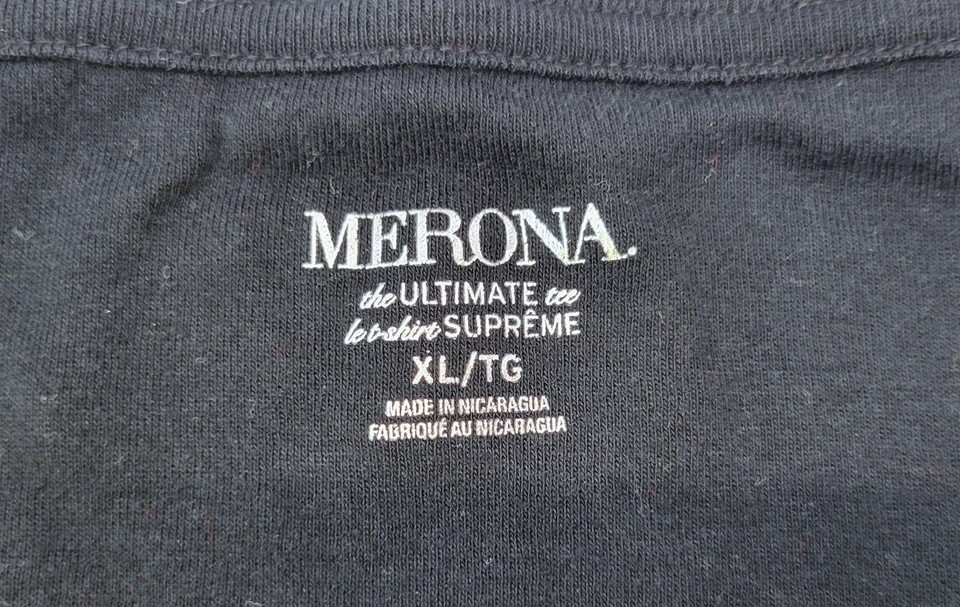 MERONA.
the ULTIMATE tee
le t-shirt SUPRÊME
XL/TG
MADE IN NICARAGUA
FABRIQUÉ AU NICARAGUA